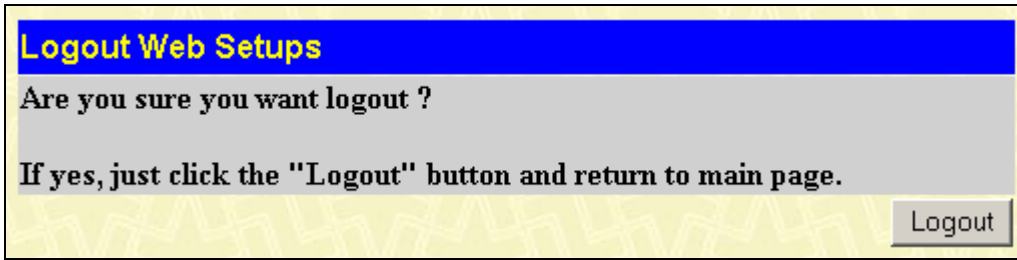 Logout Web Setups
Are you sure you want logout ?
If yes, just click the "Logout" button and return to main page.
Logout